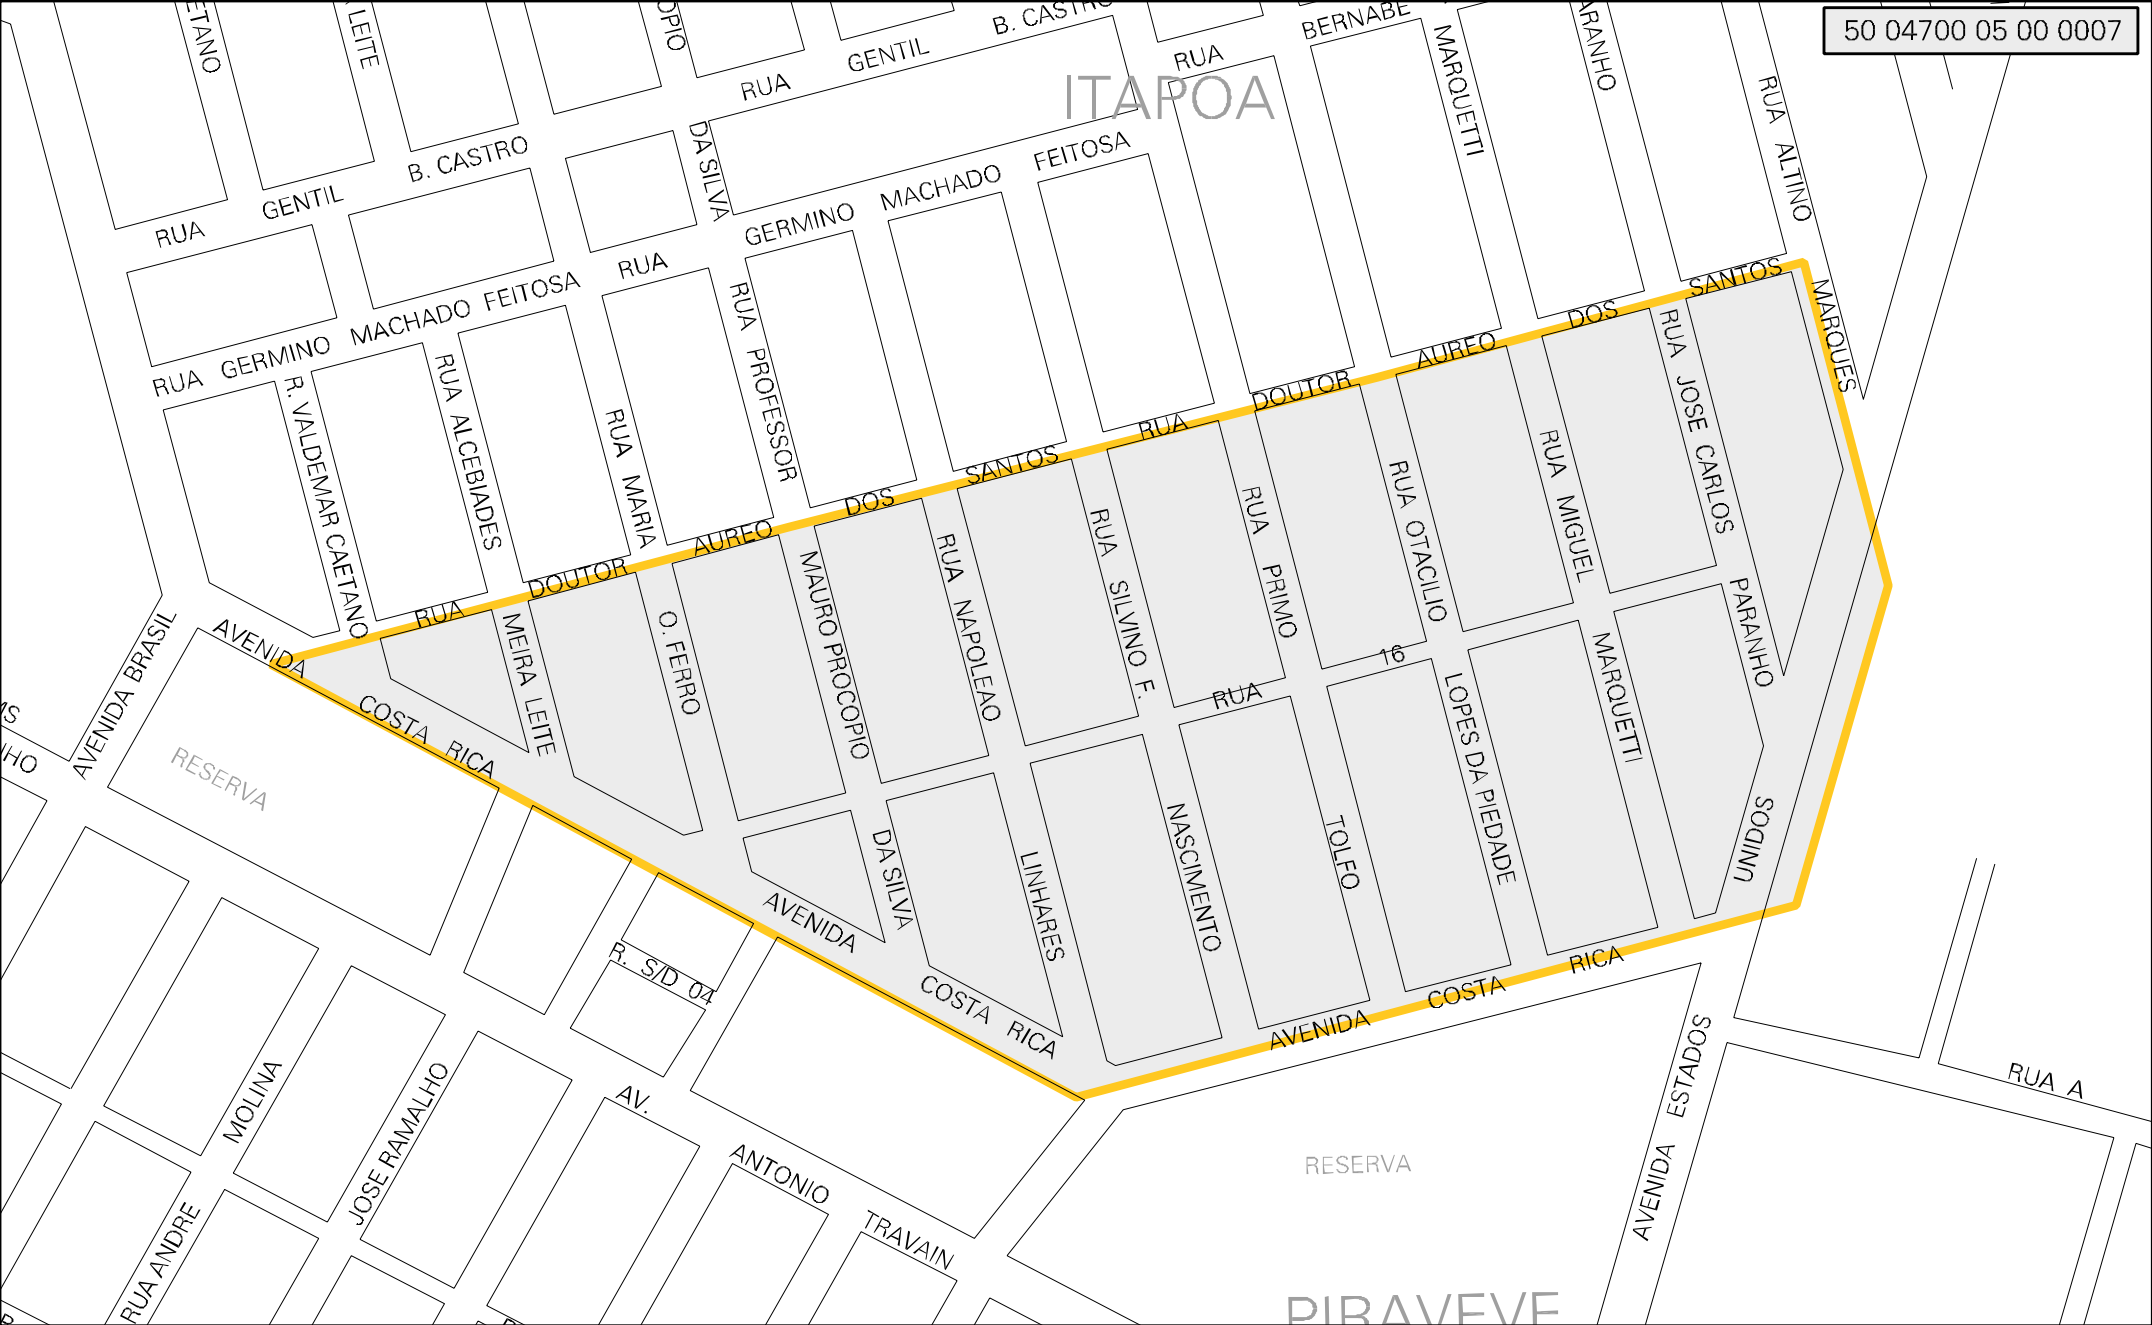 50 04700 05 00 0007
ITAPOA
B. CASTRO
BERNABE
RUA GENTIL
RUA
MARQUETTI
RUA ALTINO MARQUES
RUA GENTIL B. CASTRO
DA SILVA
RUA GERMINO MACHADO FEITOSA
RUA GERMINO MACHADO FEITOSA
R. VALDEMAR CAETANO
RUA ALCEBIADES MEIRA LEITE
RUA MARIA O. FERRO
RUA PROFESSOR MAURO PROCOPIO DA SILVA
RUA DOUTOR AUREO DOS SANTOS
RUA DOUTOR AUREO DOS SANTOS
RUA NAPOLEAO LINHARES
RUA SILVINO F. NASCIMENTO
RUA PRIMO TOLFO
RUA OTACILIO LOPES DA PIEDADE
RUA MIGUEL MARQUETTI
RUA JOSE CARLOS PARANHO
RUA 16
AVENIDA BRASIL
AVENIDA COSTA RICA
AVENIDA COSTA RICA
AVENIDA COSTA RICA
RESERVA
R. S/D 04
AVENIDA ESTADOS UNIDOS
RUA A
RUA ANDRE MOLINA
JOSE RAMALHO
AV. ANTONIO TRAVAIN
RESERVA
PIRAVEVE